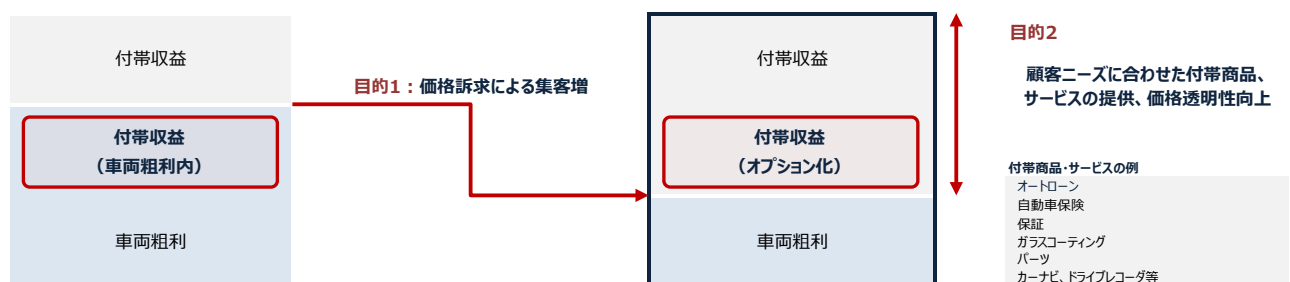 付帯収益
付帯収益
（車両粗利内）
車両粗利
目的1：価格訴求による集客増
付帯収益
付帯収益
（オプション化）
車両粗利
目的2
顧客ニーズに合わせた付帯商品、
サービスの提供、価格透明性向上
付帯商品・サービスの例
オートローン
自動車保険
保証
ガラスコーティング
パーツ
カーナビ、ドライブレコーダ等